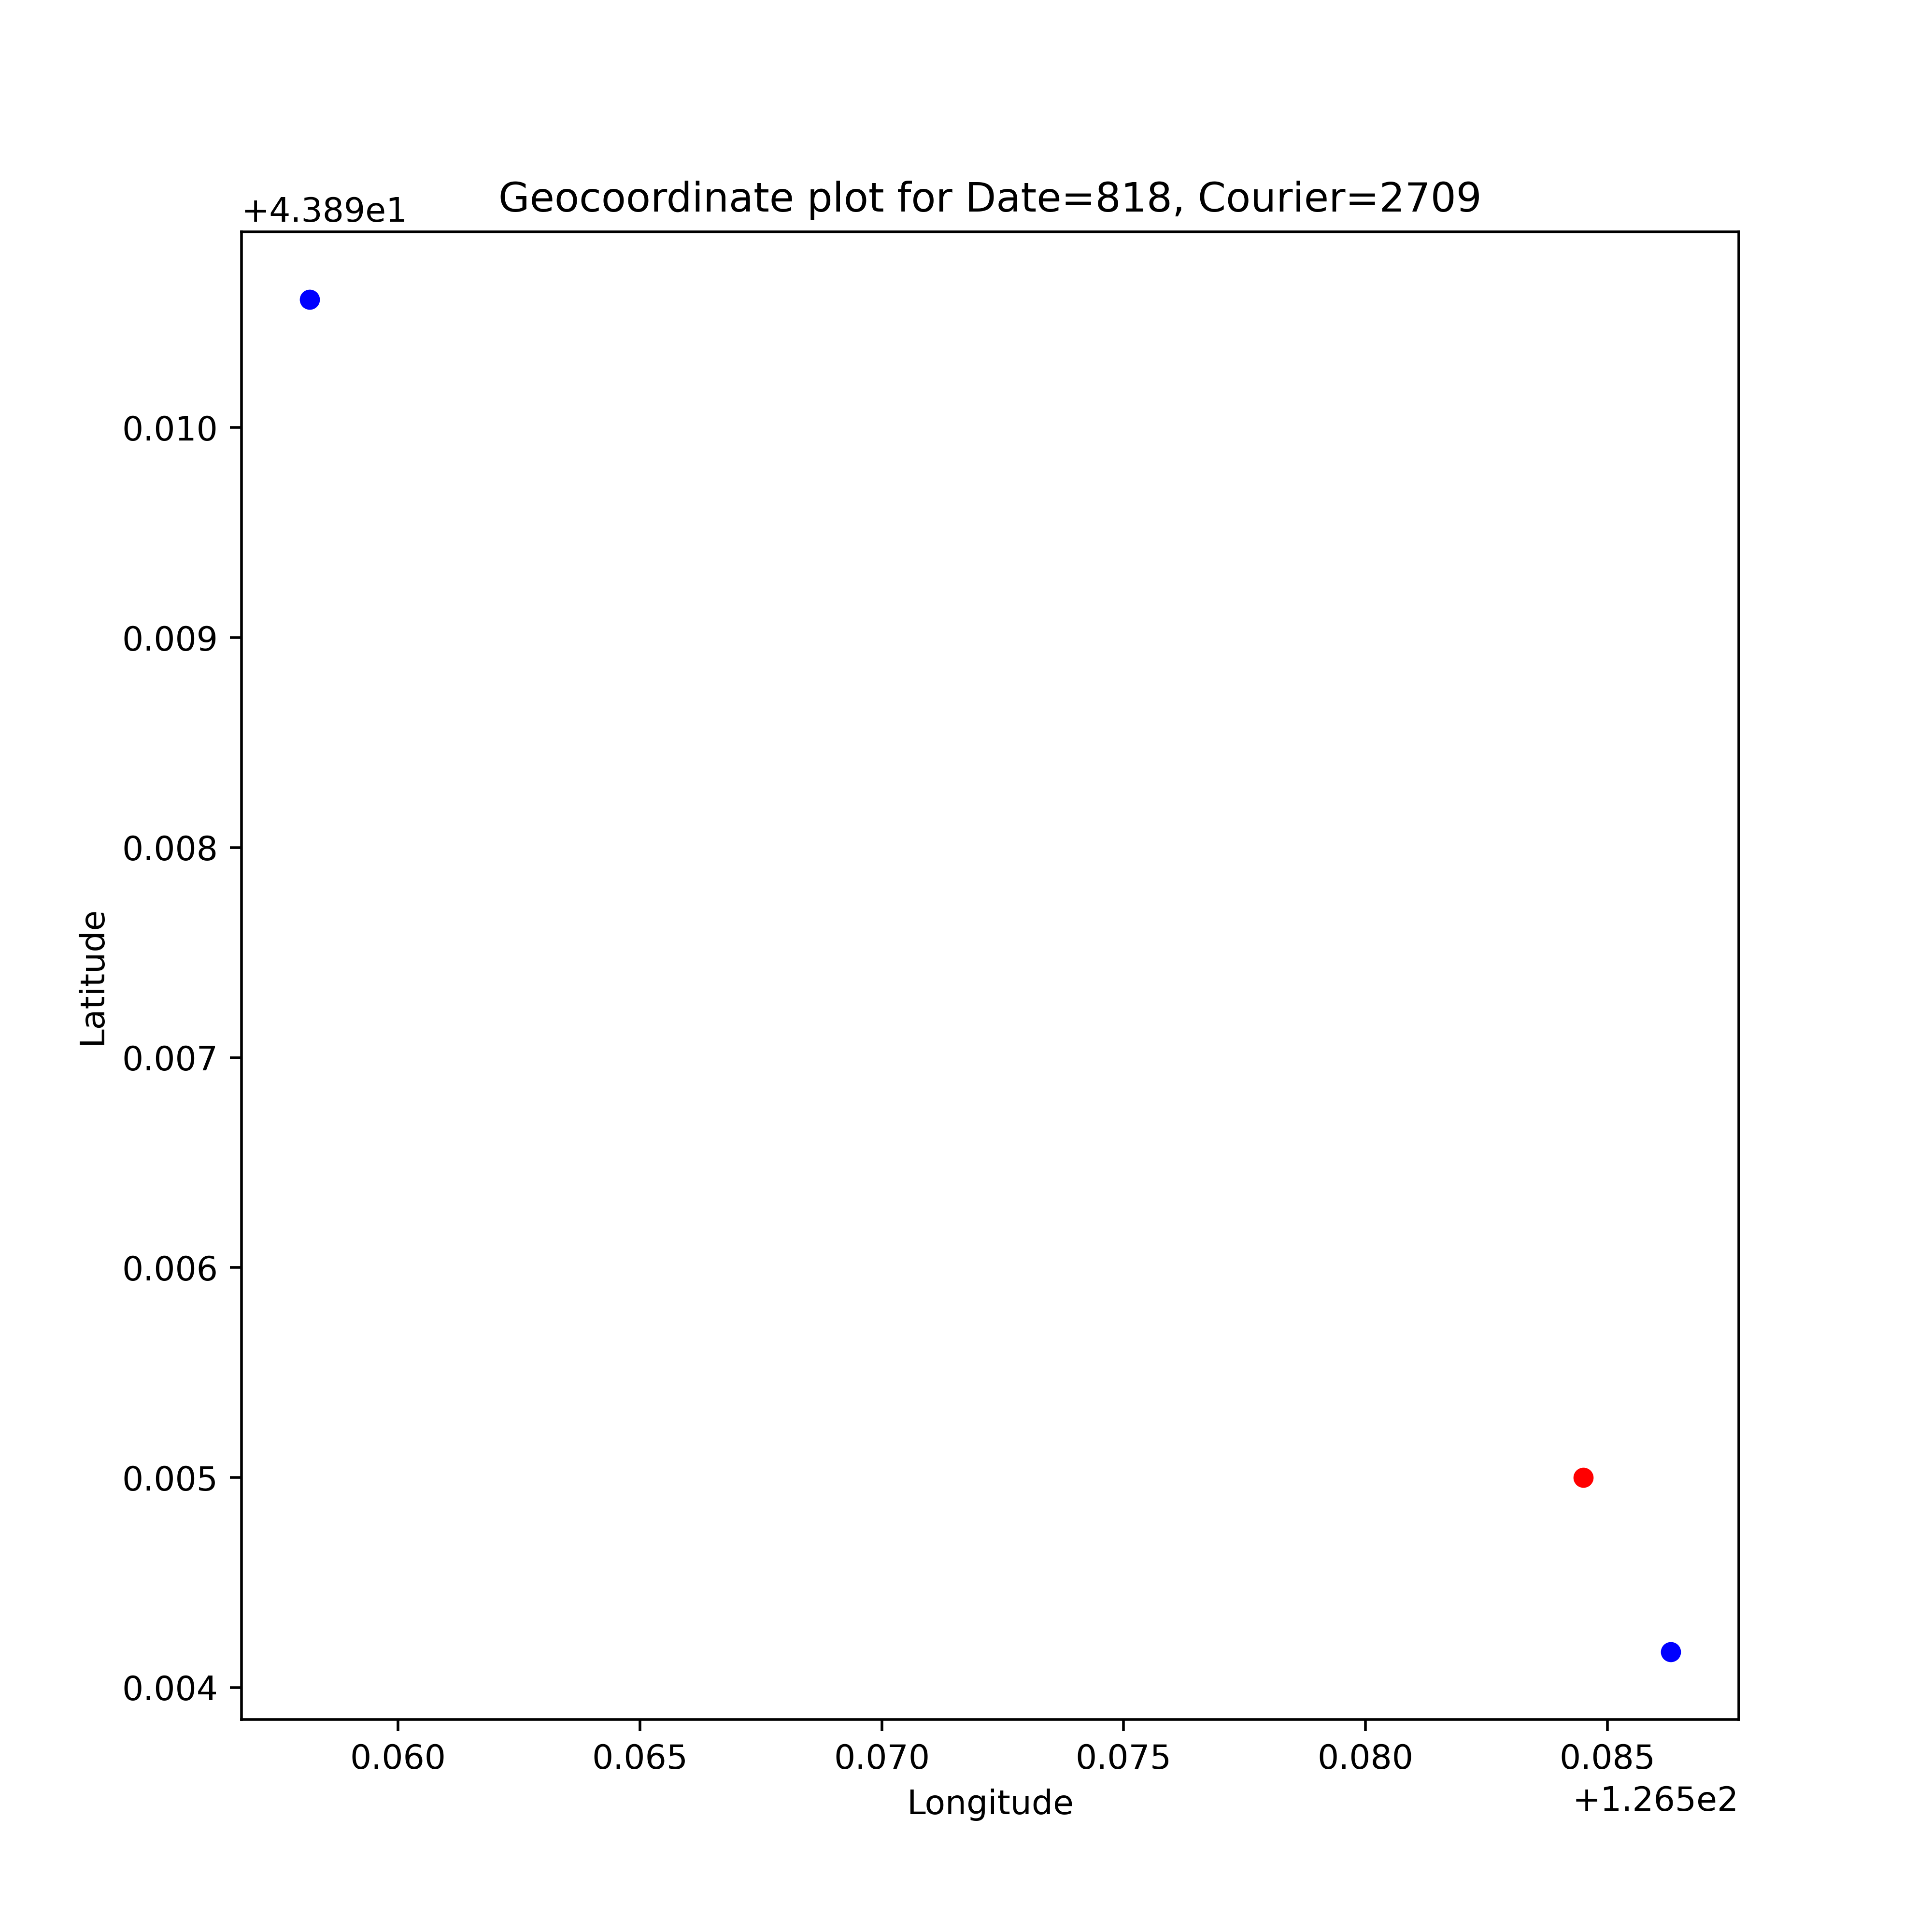 Geocoordinate plot for Date=818, Courier=2709
+4.389e1
0.010
0.009
0.008
0.007
0.006
0.005
0.004
Latitude
0.060 0.065 0.070 0.075 0.080 0.085
+1.265e2
Longitude